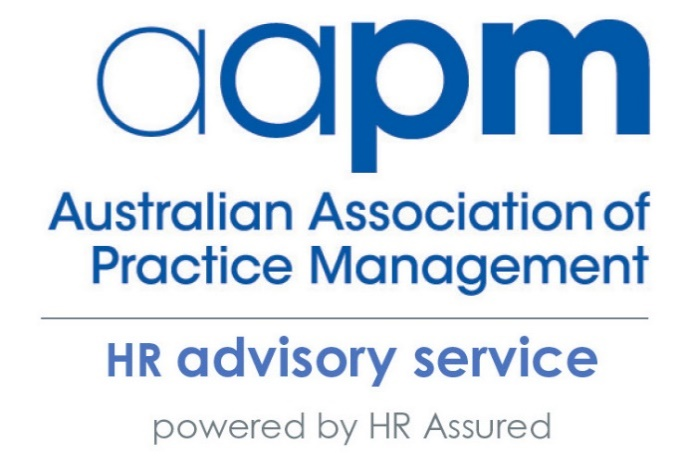 aapm
Australian Association of
Practice Management
HR advisory service
powered by HR Assured